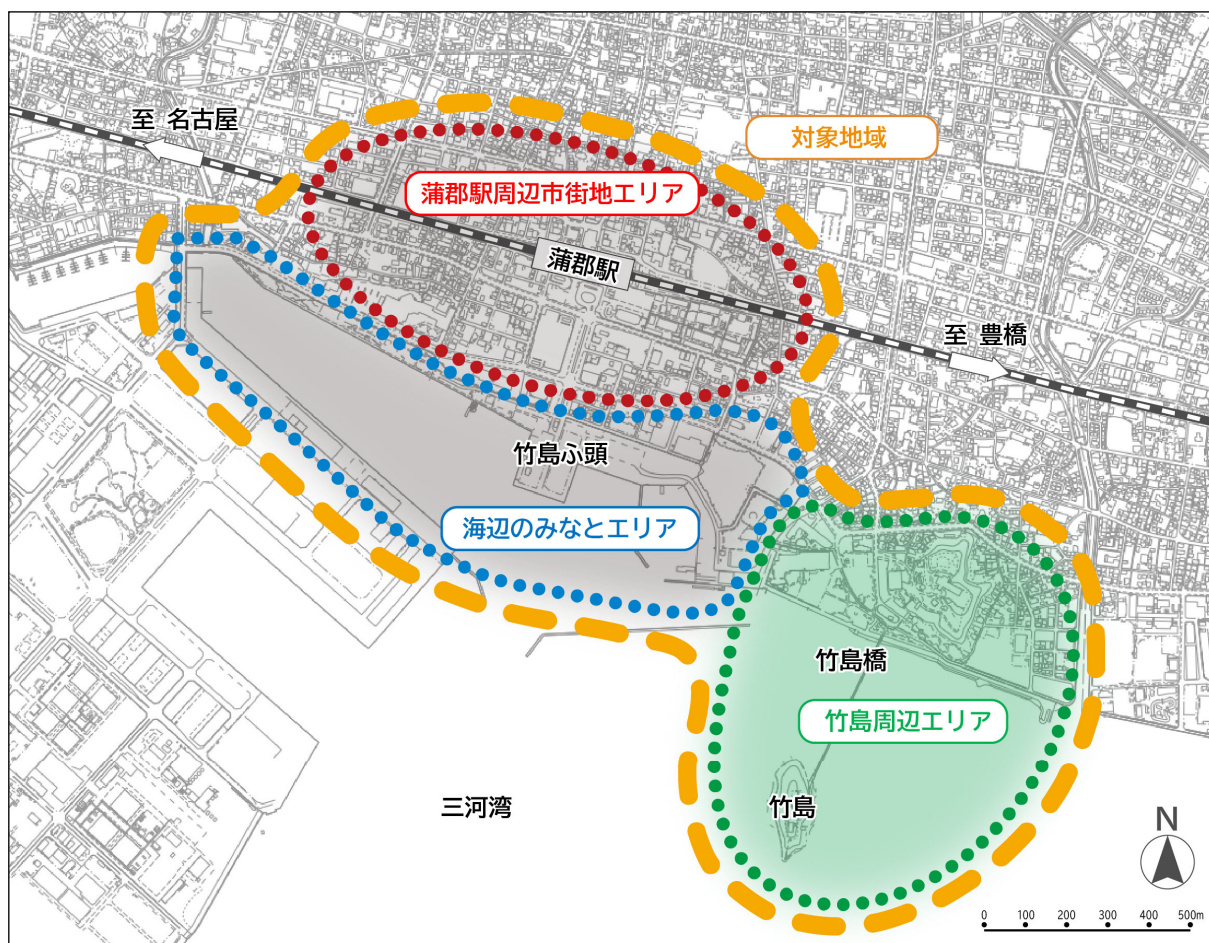 至 名古屋
対象地域
蒲郡駅周辺市街地エリア
蒲郡駅
至 豊橋
竹島ふ頭
海辺のみなとエリア
竹島橋
竹島周辺エリア
三河湾
竹島
N
0 100 200 300 400 500m